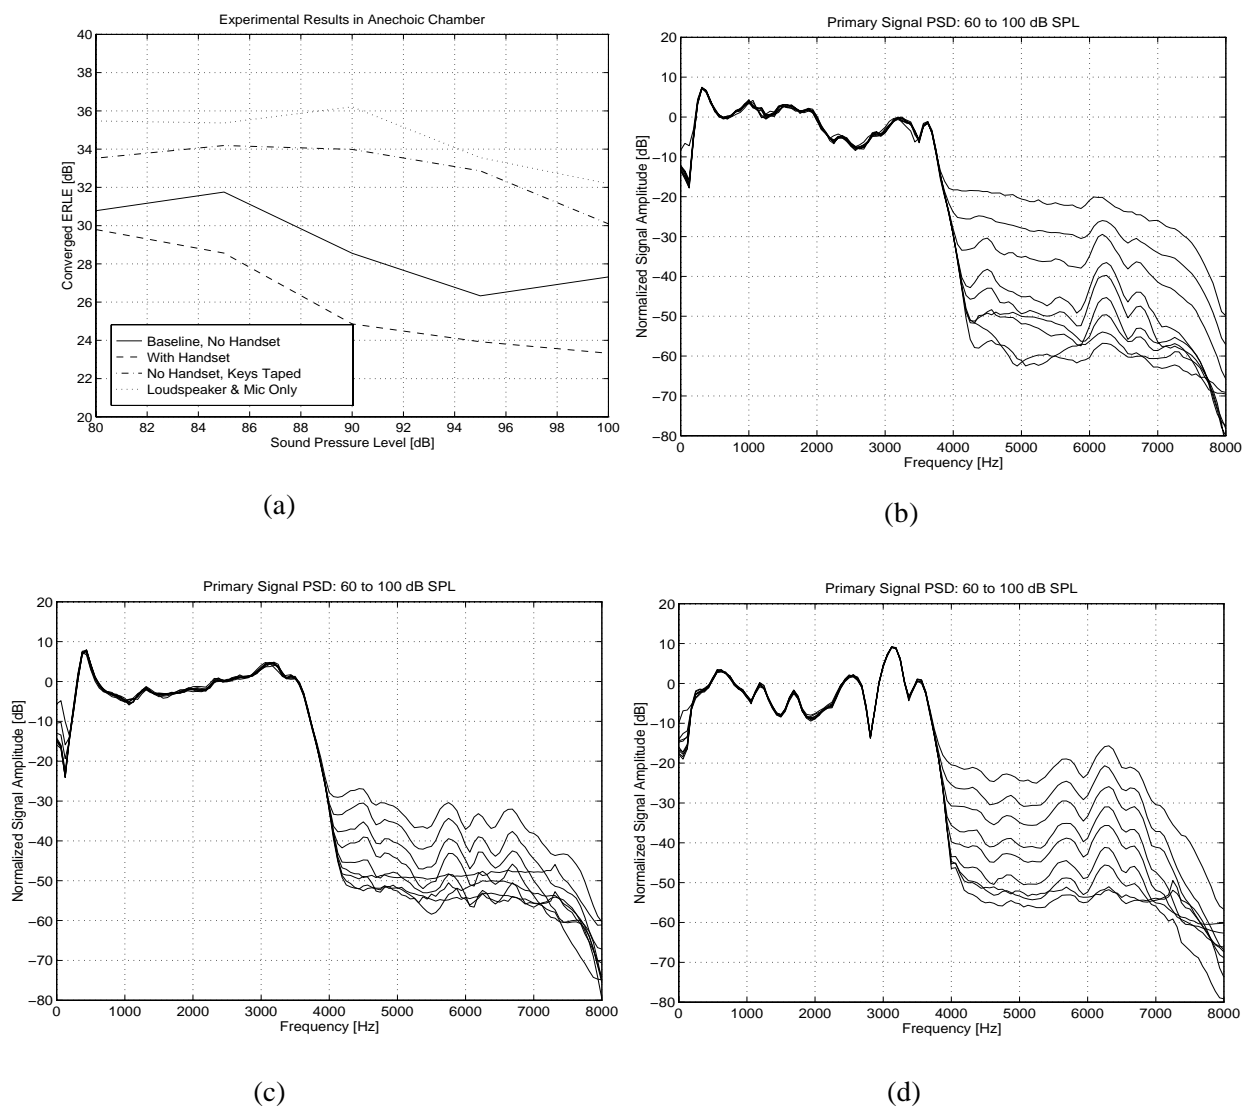 Experimental Results in Anechoic Chamber
40
38
36
34
32
30
28
26
24
22
20
Converged ERLE [dB]
Baseline, No Handset
With Handset
No Handset, Keys Taped
Loudspeaker & Mic Only
80 82 84 86 88 90 92 94 96 98 100
Sound Pressure Level [dB]
(a)
Primary Signal PSD: 60 to 100 dB SPL
20
10
0
−10
−20
−30
−40
−50
−60
−70
−80
Normalized Signal Amplitude [dB]
0 1000 2000 3000 4000 5000 6000 7000 8000
Frequency [Hz]
(b)
Primary Signal PSD: 60 to 100 dB SPL
20
10
0
−10
−20
−30
−40
−50
−60
−70
−80
Normalized Signal Amplitude [dB]
0 1000 2000 3000 4000 5000 6000 7000 8000
Frequency [Hz]
(c)
Primary Signal PSD: 60 to 100 dB SPL
20
10
0
−10
−20
−30
−40
−50
−60
−70
−80
Normalized Signal Amplitude [dB]
0 1000 2000 3000 4000 5000 6000 7000 8000
Frequency [Hz]
(d)